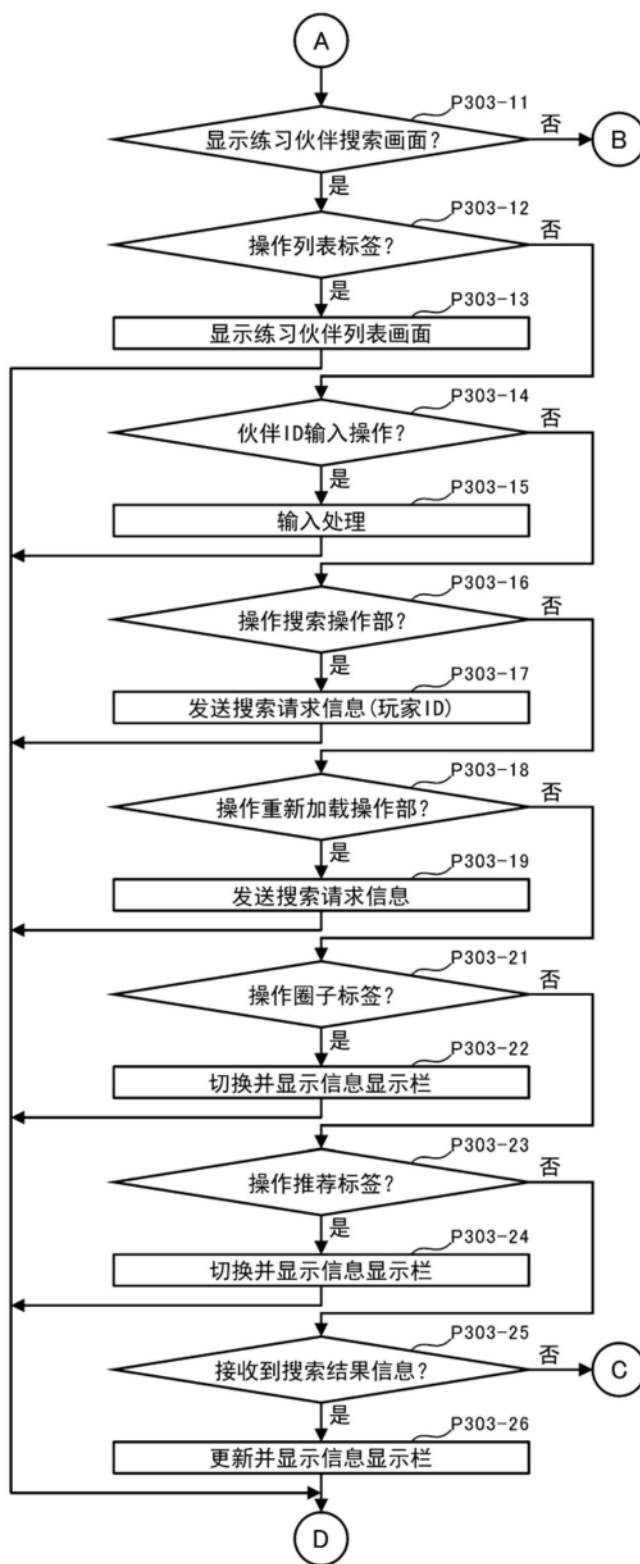 A
P303-11
显示练习伙伴搜索画面?
否
B
是
P303-12
操作列表标签?
否
是
P303-13
显示练习伙伴列表画面
P303-14
伙伴ID输入操作?
否
是
P303-15
输入处理
P303-16
操作搜索操作部?
否
是
P303-17
发送搜索请求信息(玩家ID)
P303-18
操作重新加载操作部?
否
是
P303-19
发送搜索请求信息
P303-21
操作圈子标签?
否
是
P303-22
切换并显示信息显示栏
P303-23
操作推荐标签?
否
是
P303-24
切换并显示信息显示栏
P303-25
接收到搜索结果信息?
否
C
是
P303-26
更新并显示信息显示栏
D